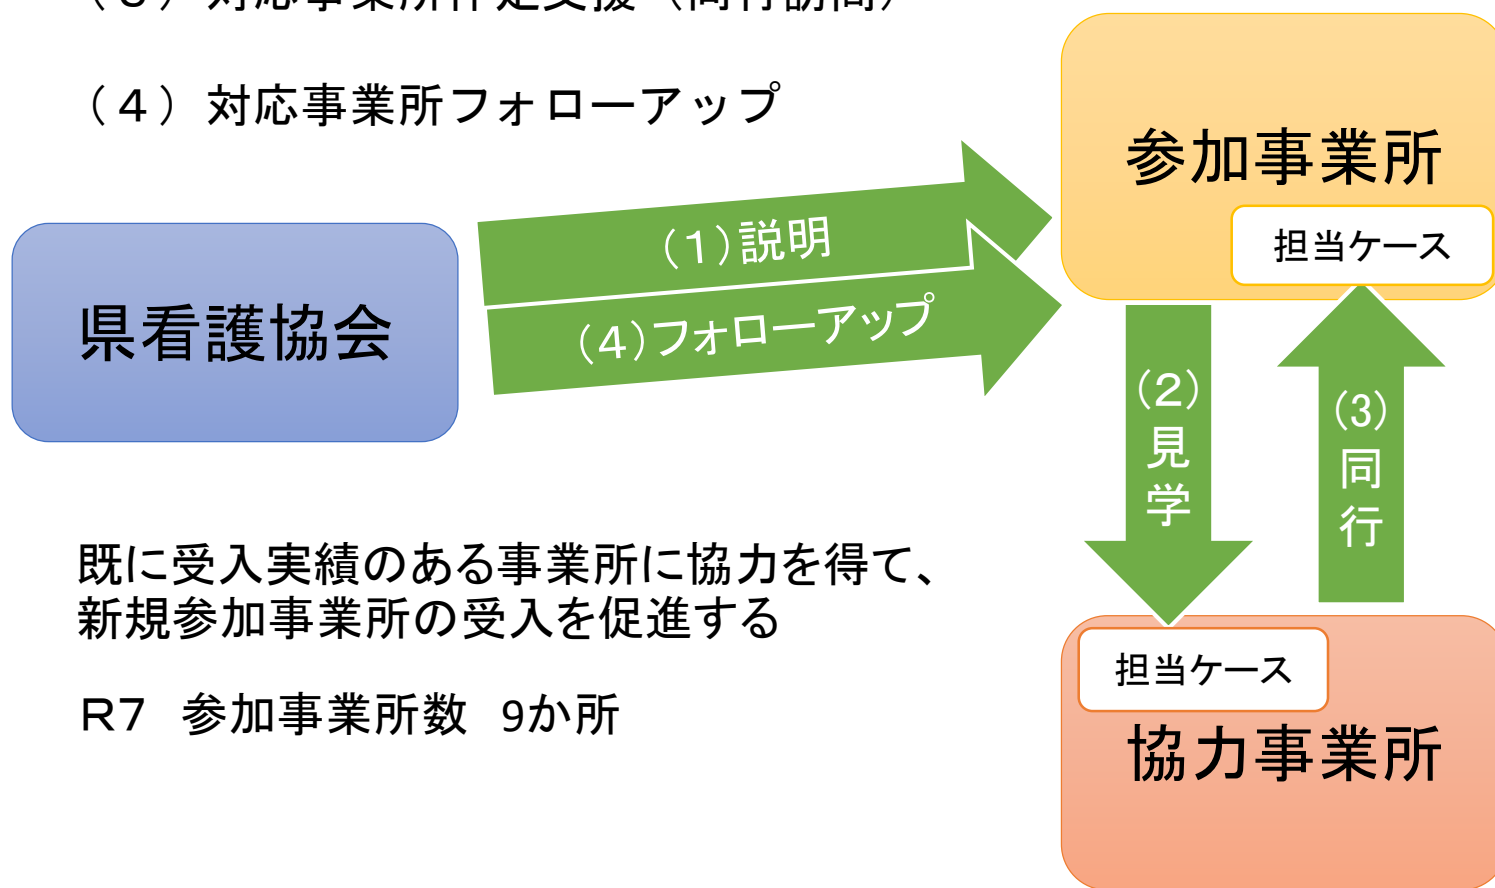 （４）対応事業所フォローアップ
参加事業所
担当ケース
(1)説明
県看護協会
(4)フォローアップ
(2)
見
学
(3)
同
行
既に受入実績のある事業所に協力を得て、
新規参加事業所の受入を促進する
担当ケース
R7　参加事業所数　9か所
協力事業所